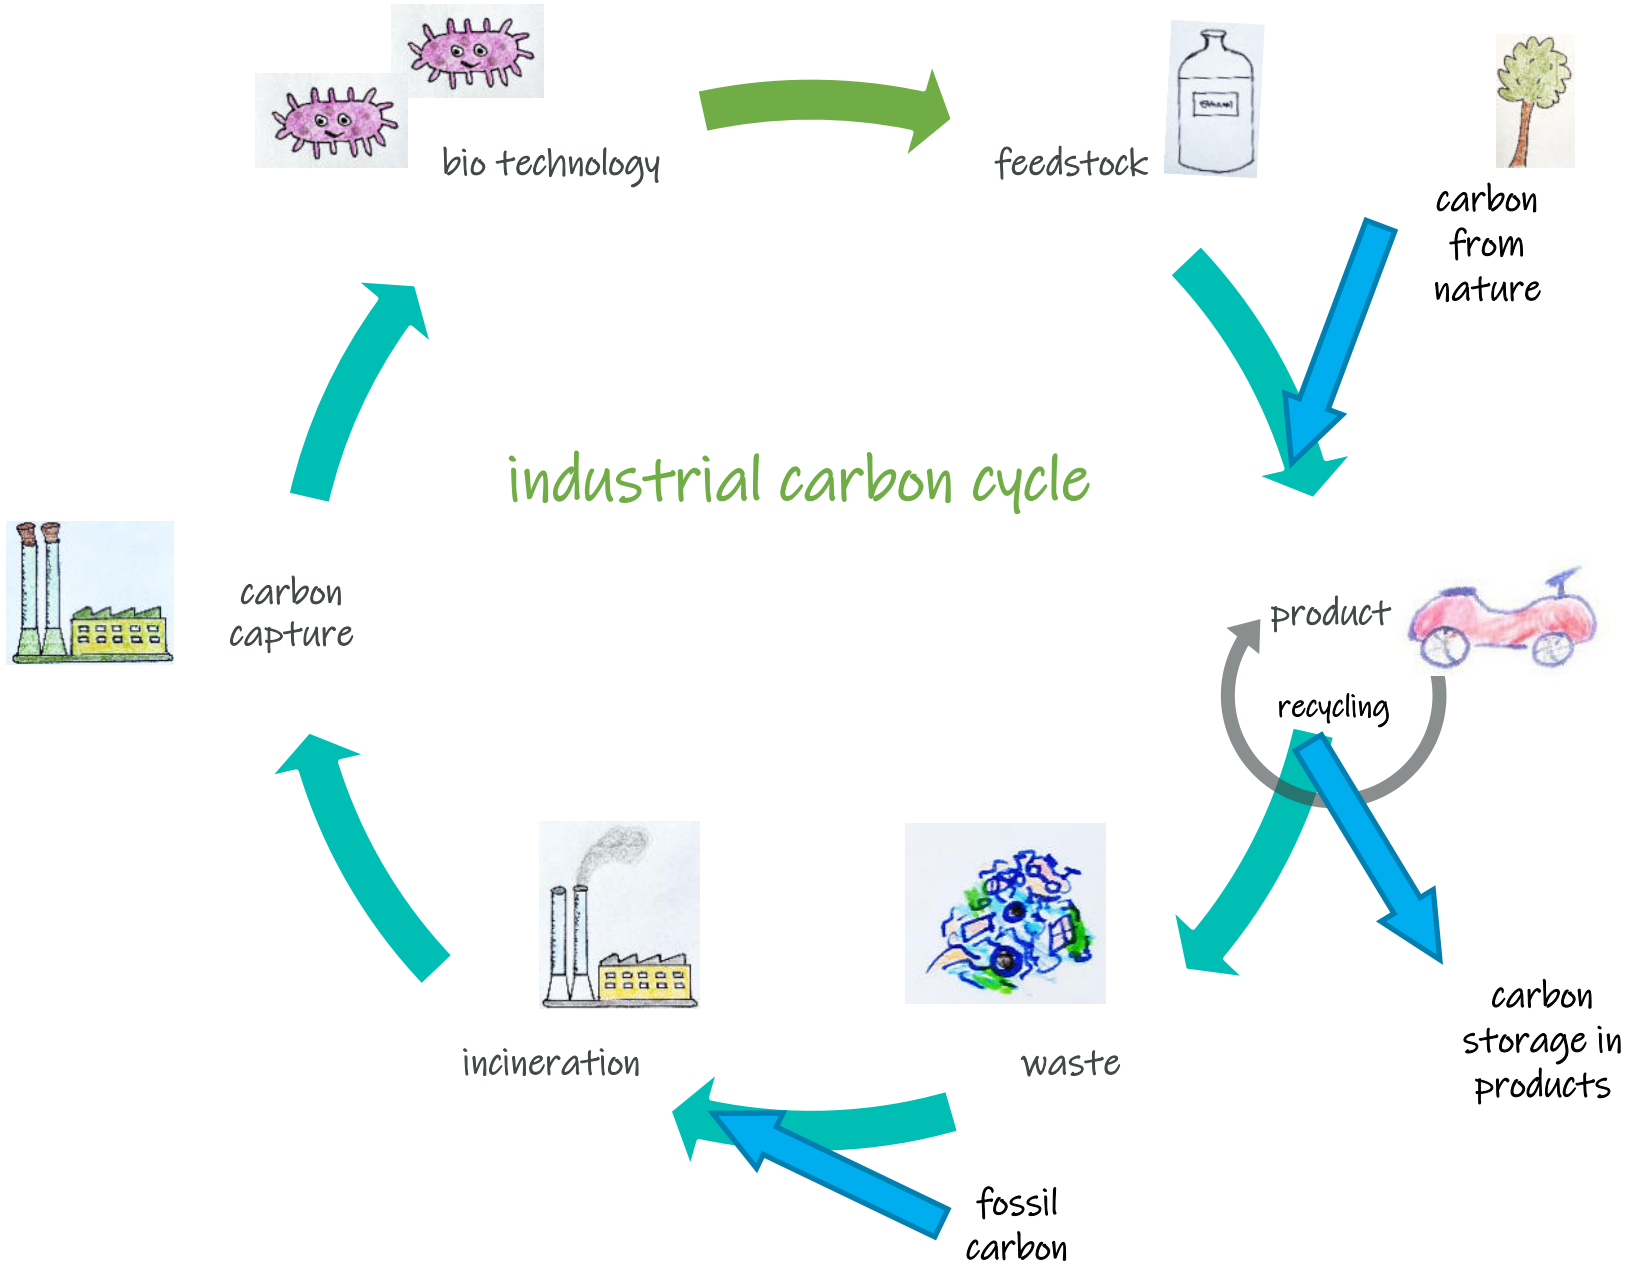 bio technology
feedstock
Ethanol
carbon
from
nature
industrial carbon cycle
carbon
capture
product
recycling
incineration
waste
carbon
storage in
products
fossil
carbon